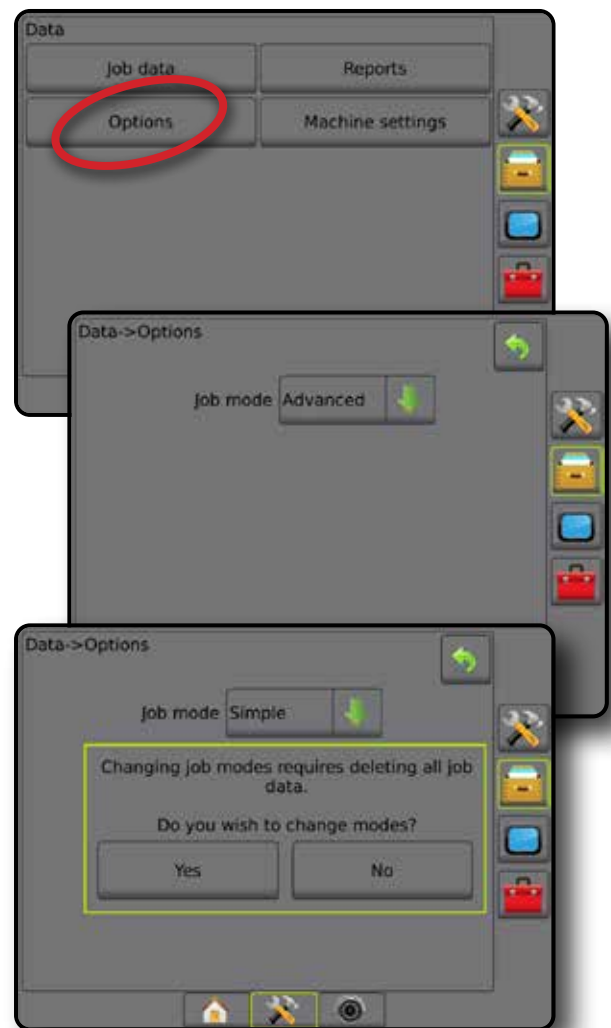 Data
Job data Reports
Options Machine settings
Data->Options
Job mode Advanced
Data->Options
Job mode Simple
Changing job modes requires deleting all job
data.
Do you wish to change modes?
Yes No